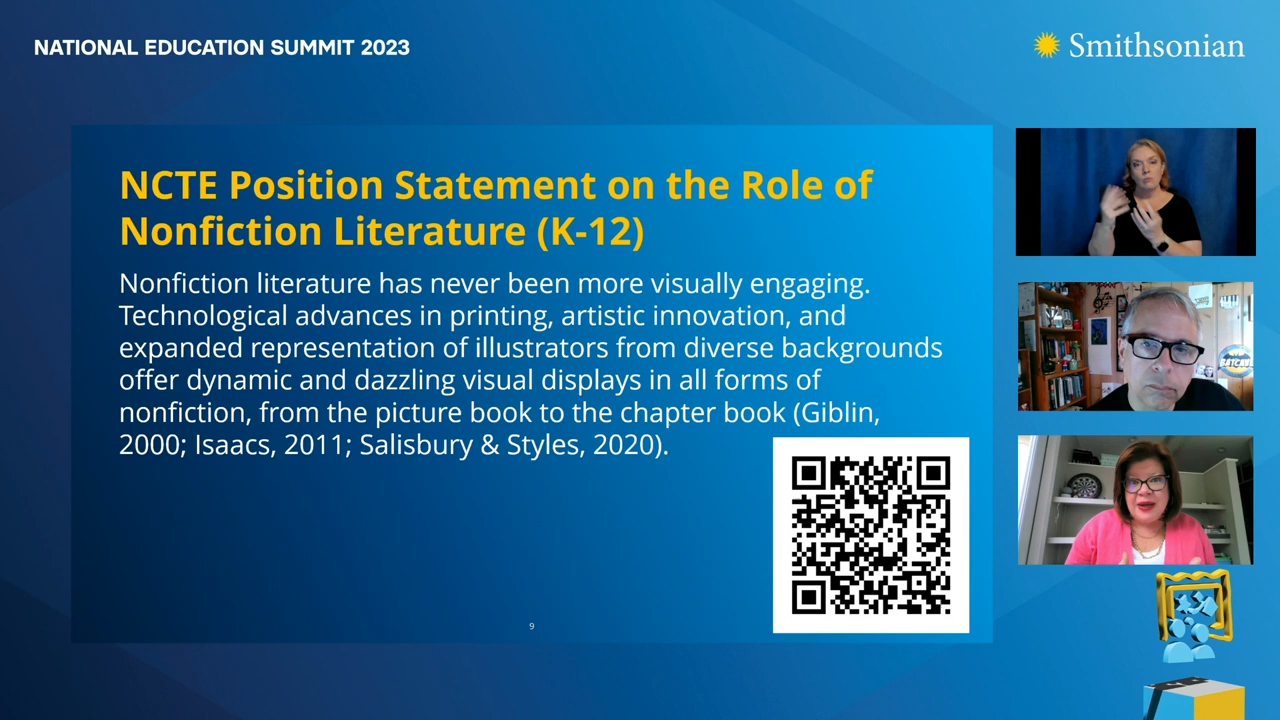 NATIONAL EDUCATION SUMMIT 2023
Smithsonian
NCTE Position Statement on the Role of
Nonfiction Literature (K-12)
Nonfiction literature has never been more visually engaging.
Technological advances in printing, artistic innovation, and
expanded representation of illustrators from diverse backgrounds
offer dynamic and dazzling visual displays in all forms of
nonfiction, from the picture book to the chapter book (Giblin,
2000; Isaacs, 2011; Salisbury & Styles, 2020).
9
BATCAVE